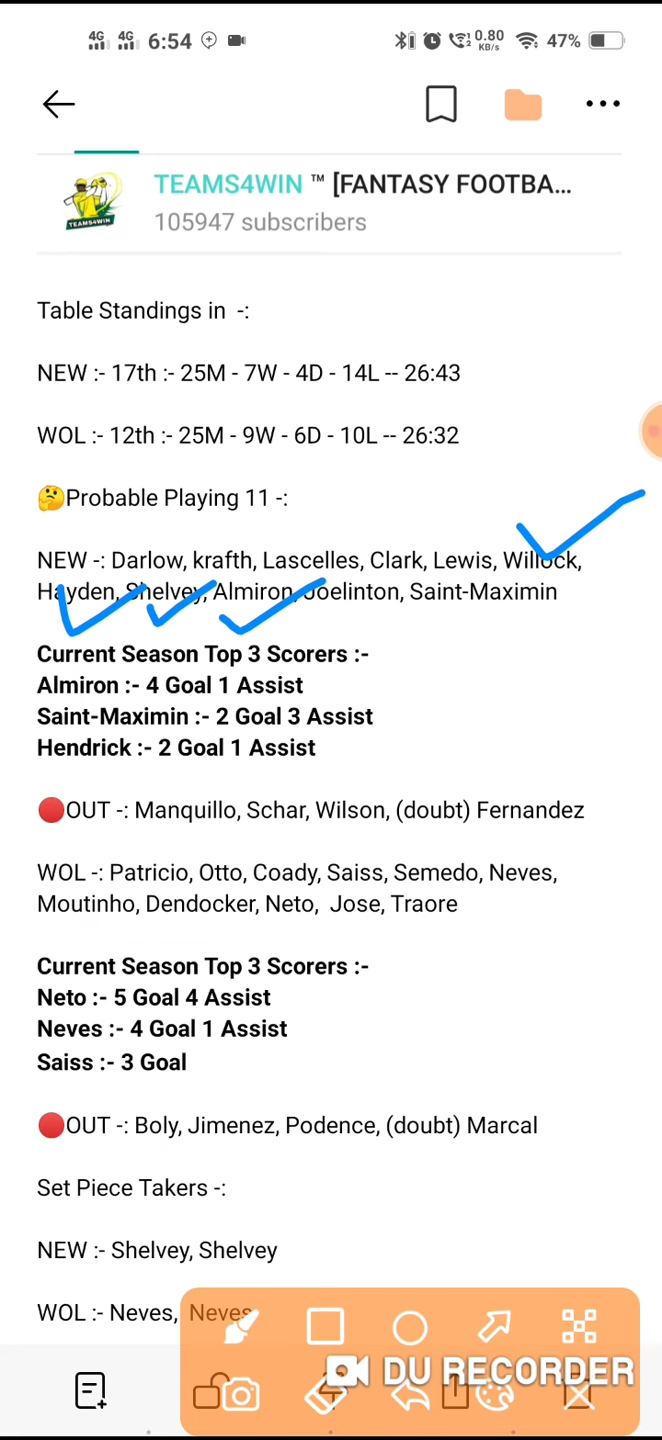 4G 4G 6:54 0.80 KB/s 47%
TEAMS4WIN ™ [FANTASY FOOTBA...
TEAMS4WIN
105947 subscribers
Table Standings in -:
NEW :- 17th :- 25M - 7W - 4D - 14L -- 26:43
WOL :- 12th :- 25M - 9W - 6D - 10L -- 26:32
🤔Probable Playing 11 -:
NEW -: Darlow, krafth, Lascelles, Clark, Lewis, Willock,
Hayden, Shelvey, Almiron, Joelinton, Saint-Maximin
Current Season Top 3 Scorers :-
Almiron :- 4 Goal 1 Assist
Saint-Maximin :- 2 Goal 3 Assist
Hendrick :- 2 Goal 1 Assist
🔴OUT -: Manquillo, Schar, Wilson, (doubt) Fernandez
WOL -: Patricio, Otto, Coady, Saiss, Semedo, Neves,
Moutinho, Dendocker, Neto, Jose, Traore
Current Season Top 3 Scorers :-
Neto :- 5 Goal 4 Assist
Neves :- 4 Goal 1 Assist
Saiss :- 3 Goal
🔴OUT -: Boly, Jimenez, Podence, (doubt) Marcal
Set Piece Takers -:
NEW :- Shelvey, Shelvey
WOL :- Neves, Neves
DU RECORDER